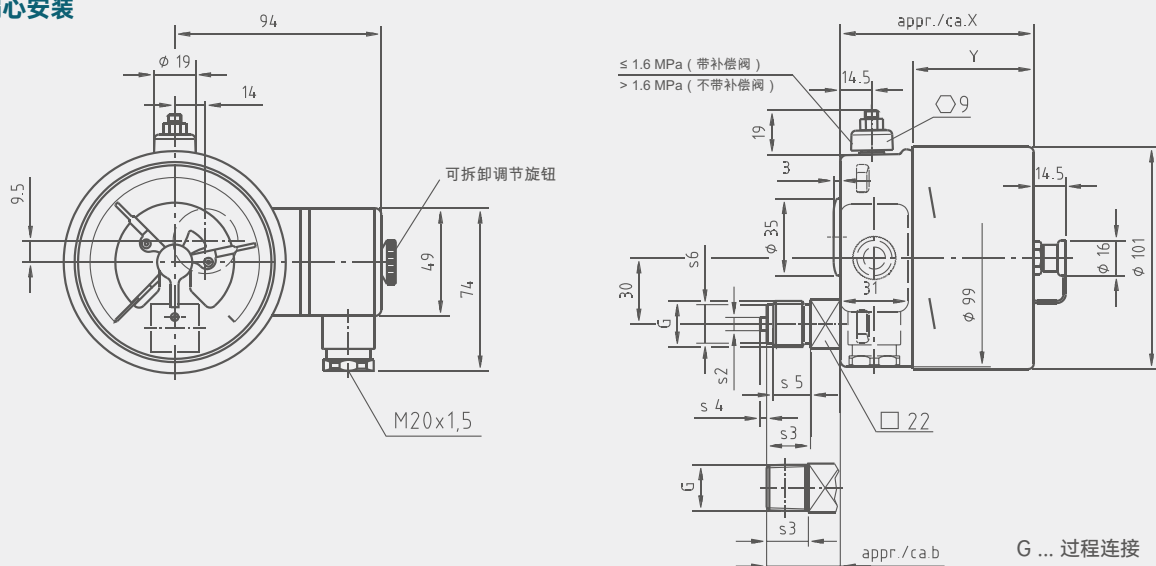 心安装
94
ϕ 19
14
9.5
可拆卸调节旋钮
49
74
M20x1,5
appr./ca.X
≤ 1.6 MPa ( 带补偿阀 )
> 1.6 MPa ( 不带补偿阀 )
14.5
Y
9
19
3
14.5
ϕ 35
s6
30
G
31
ϕ 16
ϕ 101
ϕ 99
s2
s 5
s 4
22
s3
G
s3
appr./ca.b
G ... 过程连接